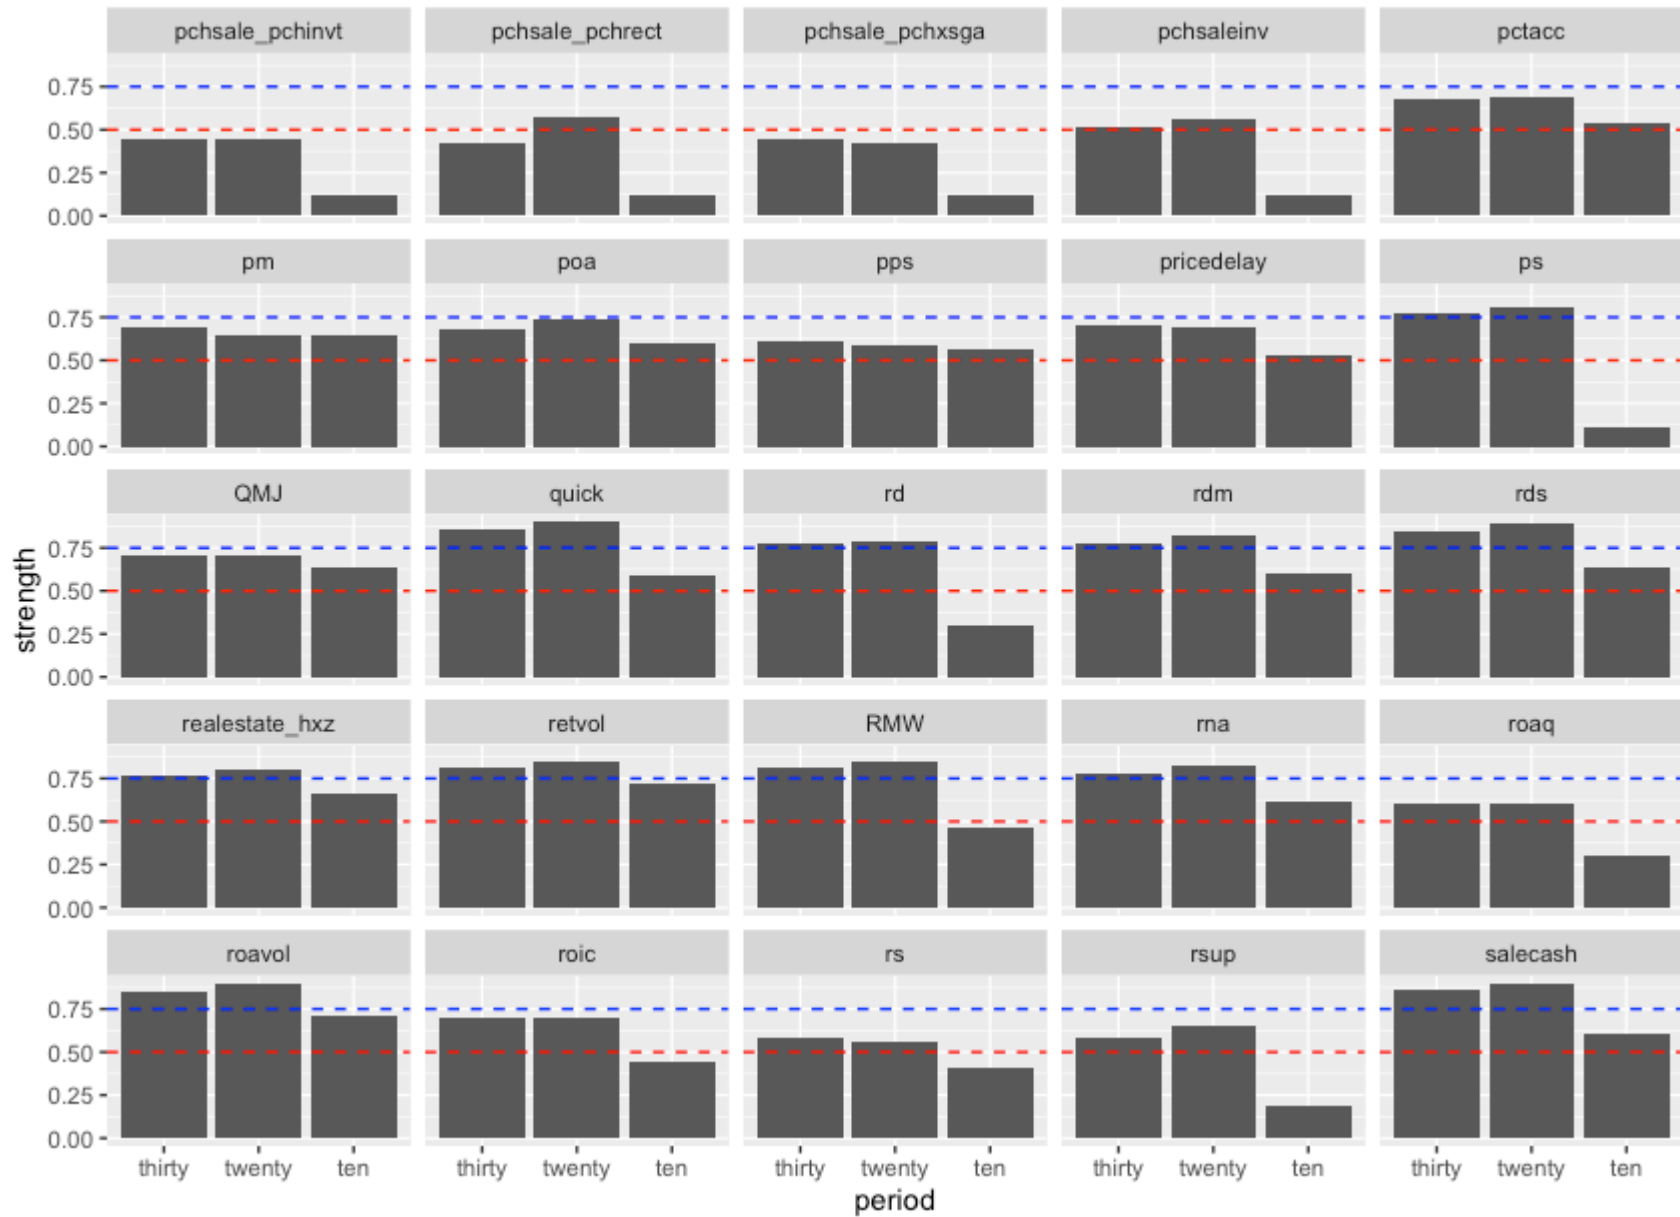 pchsale_pchinvt pchsale_pchrect pchsale_pchxsga pchsaleinv pctacc
0.75
0.50
0.25
0.00
pm poa pps pricedelay ps
0.75
0.50
0.25
0.00
QMJ quick rd rdm rds
0.75
0.50
0.25
0.00
strength
realestate_hxz retvol RMW rna roaq
0.75
0.50
0.25
0.00
roavol roic rs rsup salecash
0.75
0.50
0.25
0.00
thirty twenty ten thirty twenty ten thirty twenty ten thirty twenty ten thirty twenty ten
period